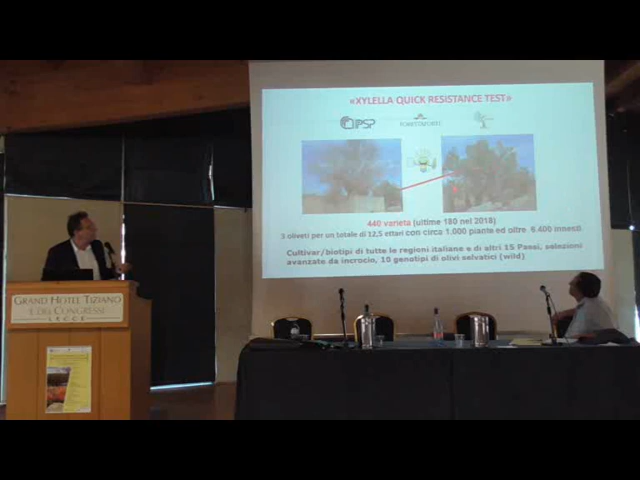 «XYLELLA QUICK RESISTANCE TEST»
IPSP
440 varieta (ultime 180 nel 2018)
3 oliveti per un totale di 12,5 ettari con circa 1.000 piante ed oltre 6.400 innesti
Cultivar/biotipi di tutte le regioni italiane e di altri 15 Paesi, selezioni
avanzate da incrocio, 10 genotipi di olivi selvatici (wild)
GRAND HOTEL TIZIANO
E DEI CONGRESSI
LECCE